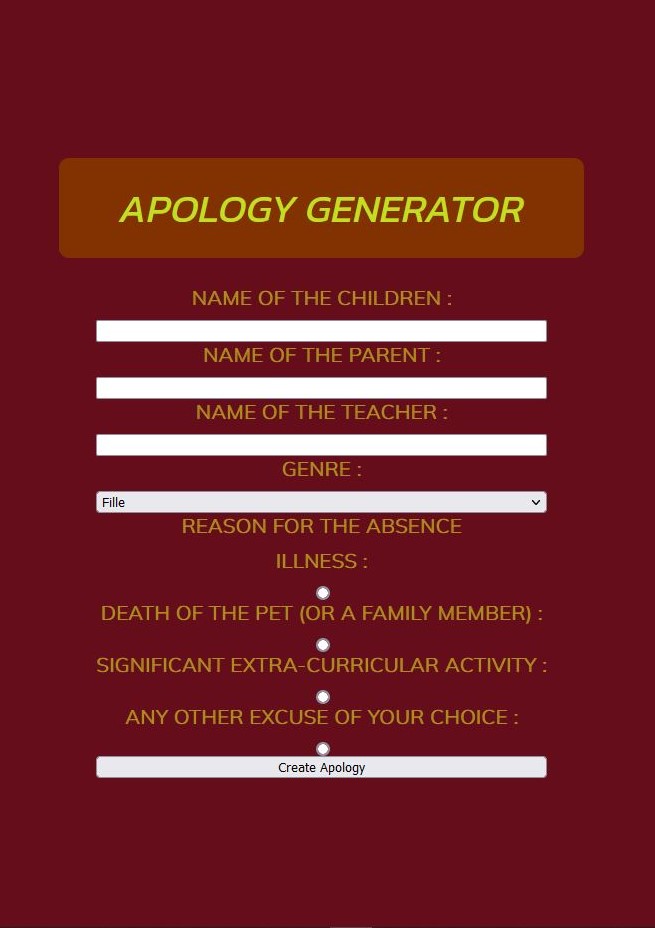 APOLOGY GENERATOR
NAME OF THE CHILDREN :
NAME OF THE PARENT :
NAME OF THE TEACHER :
GENRE :
Fille
REASON FOR THE ABSENCE
ILLNESS :
DEATH OF THE PET (OR A FAMILY MEMBER) :
SIGNIFICANT EXTRA-CURRICULAR ACTIVITY :
ANY OTHER EXCUSE OF YOUR CHOICE :
Create Apology